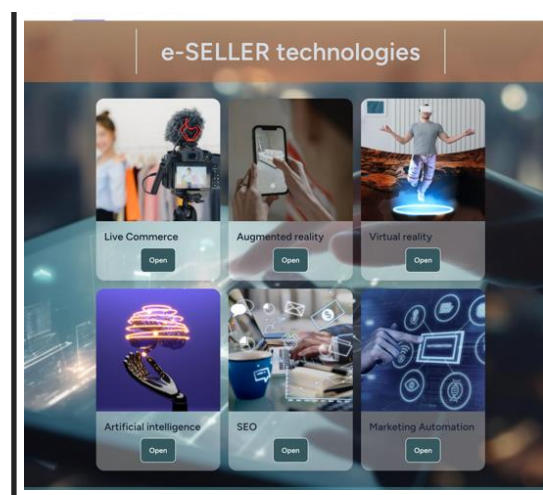 e-SELLER technologies
Live Commerce
Augmented reality
Virtual reality
Open
Open
Open
Artificial intelligence
SEO
Marketing Automation
Open
Open
Open